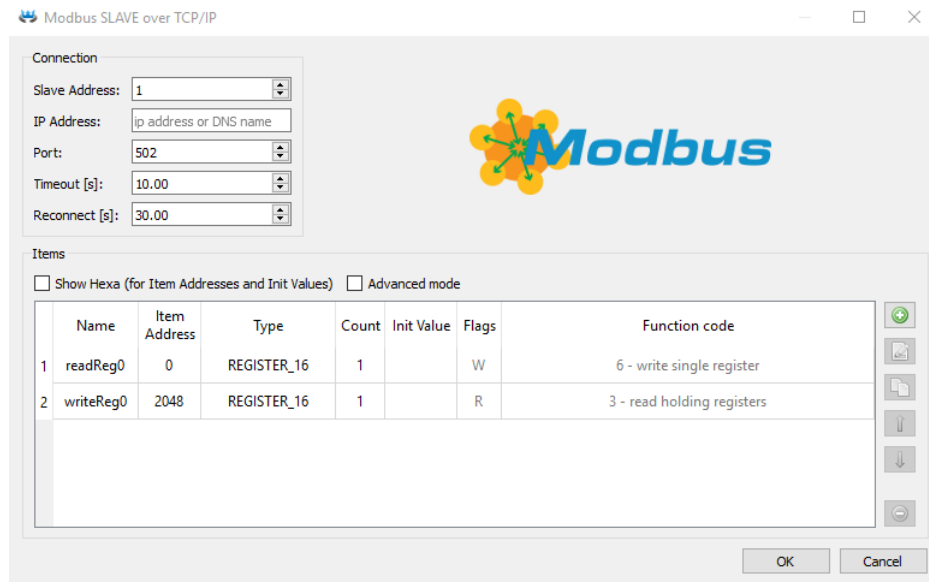 Modbus SLAVE over TCP/IP
Connection
Slave Address: 1
IP Address: ip address or DNS name
Port: 502
Timeout [s]: 10.00
Reconnect [s]: 30.00
Modbus
Items
Show Hexa (for Item Addresses and Init Values) Advanced mode
Name Item Address Type Count Init Value Flags Function code
1 readReg0 0 REGISTER_16 1 W 6 - write single register
2 writeReg0 2048 REGISTER_16 1 R 3 - read holding registers
OK Cancel